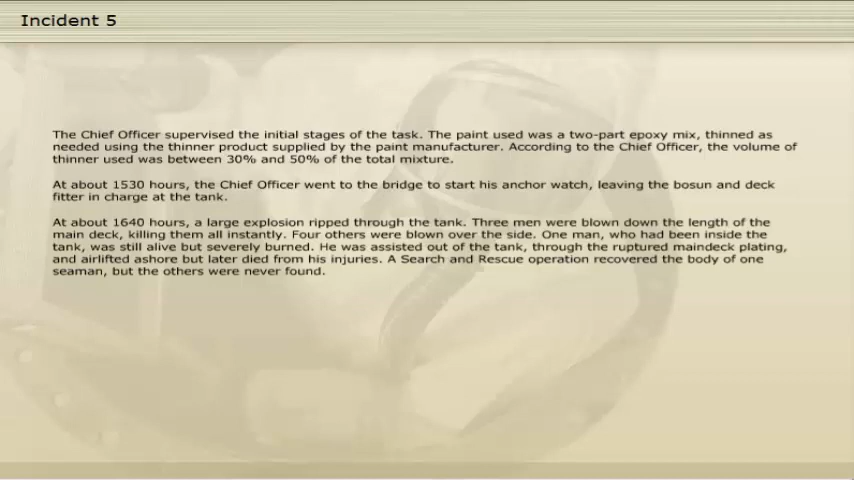 Incident 5
The Chief Officer supervised the initial stages of the task. The paint used was a two-part epoxy mix, thinned as
needed using the thinner product supplied by the paint manufacturer. According to the Chief Officer, the volume of
thinner used was between 30% and 50% of the total mixture.
At about 1530 hours, the Chief Officer went to the bridge to start his anchor watch, leaving the bosun and deck
fitter in charge at the tank.
At about 1640 hours, a large explosion ripped through the tank. Three men were blown down the length of the
main deck, killing them all instantly. Four others were blown over the side. One man, who had been inside the
tank, was still alive but severely burned. He was assisted out of the tank, through the ruptured maindeck plating,
and airlifted ashore but later died from his injuries. A Search and Rescue operation recovered the body of one
seaman, but the others were never found.